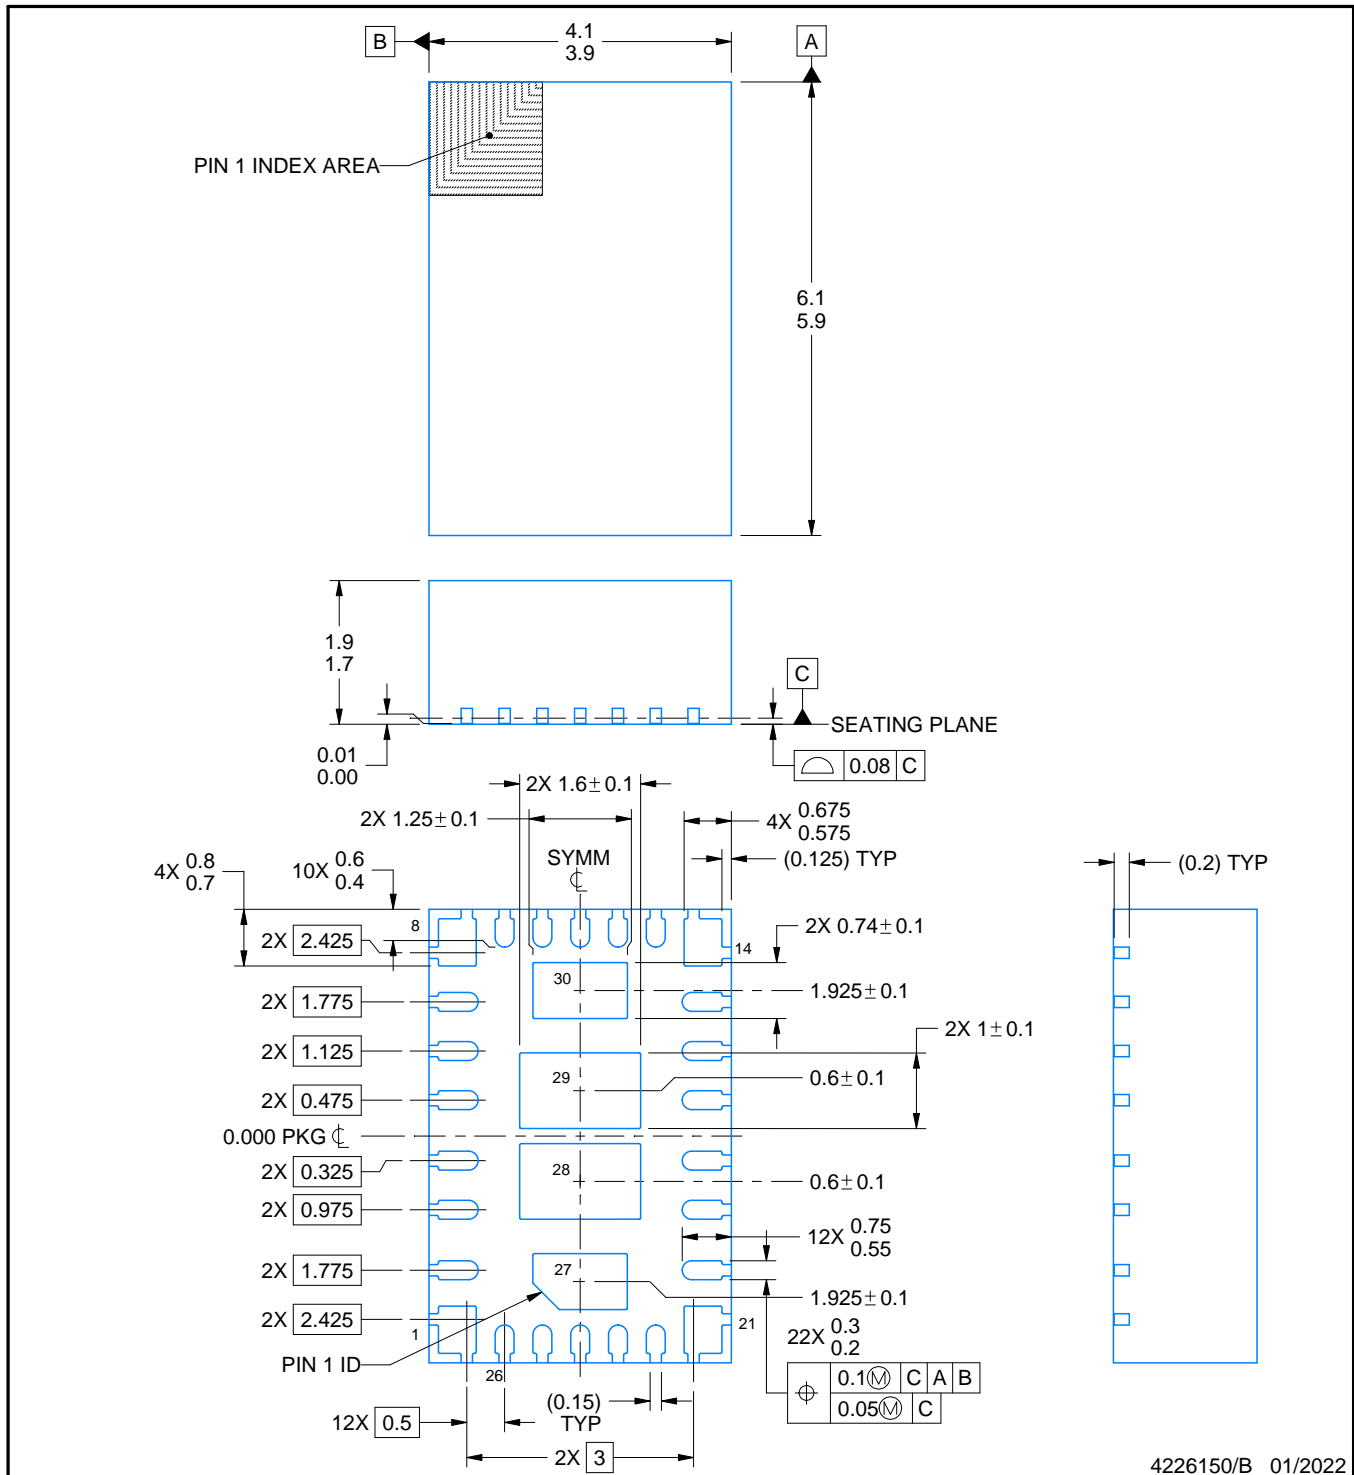 B
4.1
3.9
A
PIN 1 INDEX AREA
6.1
5.9
1.9
1.7
C
SEATING PLANE
0.01
0.00
0.08 C
2X 1.6± 0.1
2X 1.25± 0.1
4X 0.675
0.575
(0.125) TYP
(0.2) TYP
SYMM
℄
4X 0.8
0.7
10X 0.6
0.4
8
14
2X 2.425
2X 0.74± 0.1
30
1.925± 0.1
2X 1.775
2X 1± 0.1
2X 1.125
29
0.6± 0.1
2X 0.475
0.000 PKG ℄
2X 0.325
28
0.6± 0.1
2X 0.975
12X 0.75
0.55
2X 1.775
27
1.925± 0.1
2X 2.425
1
21
22X 0.3
0.2
PIN 1 ID
26
0.1Ⓜ C A B
0.05Ⓜ C
(0.15)
TYP
12X 0.5
2X 3
4226150/B 01/2022